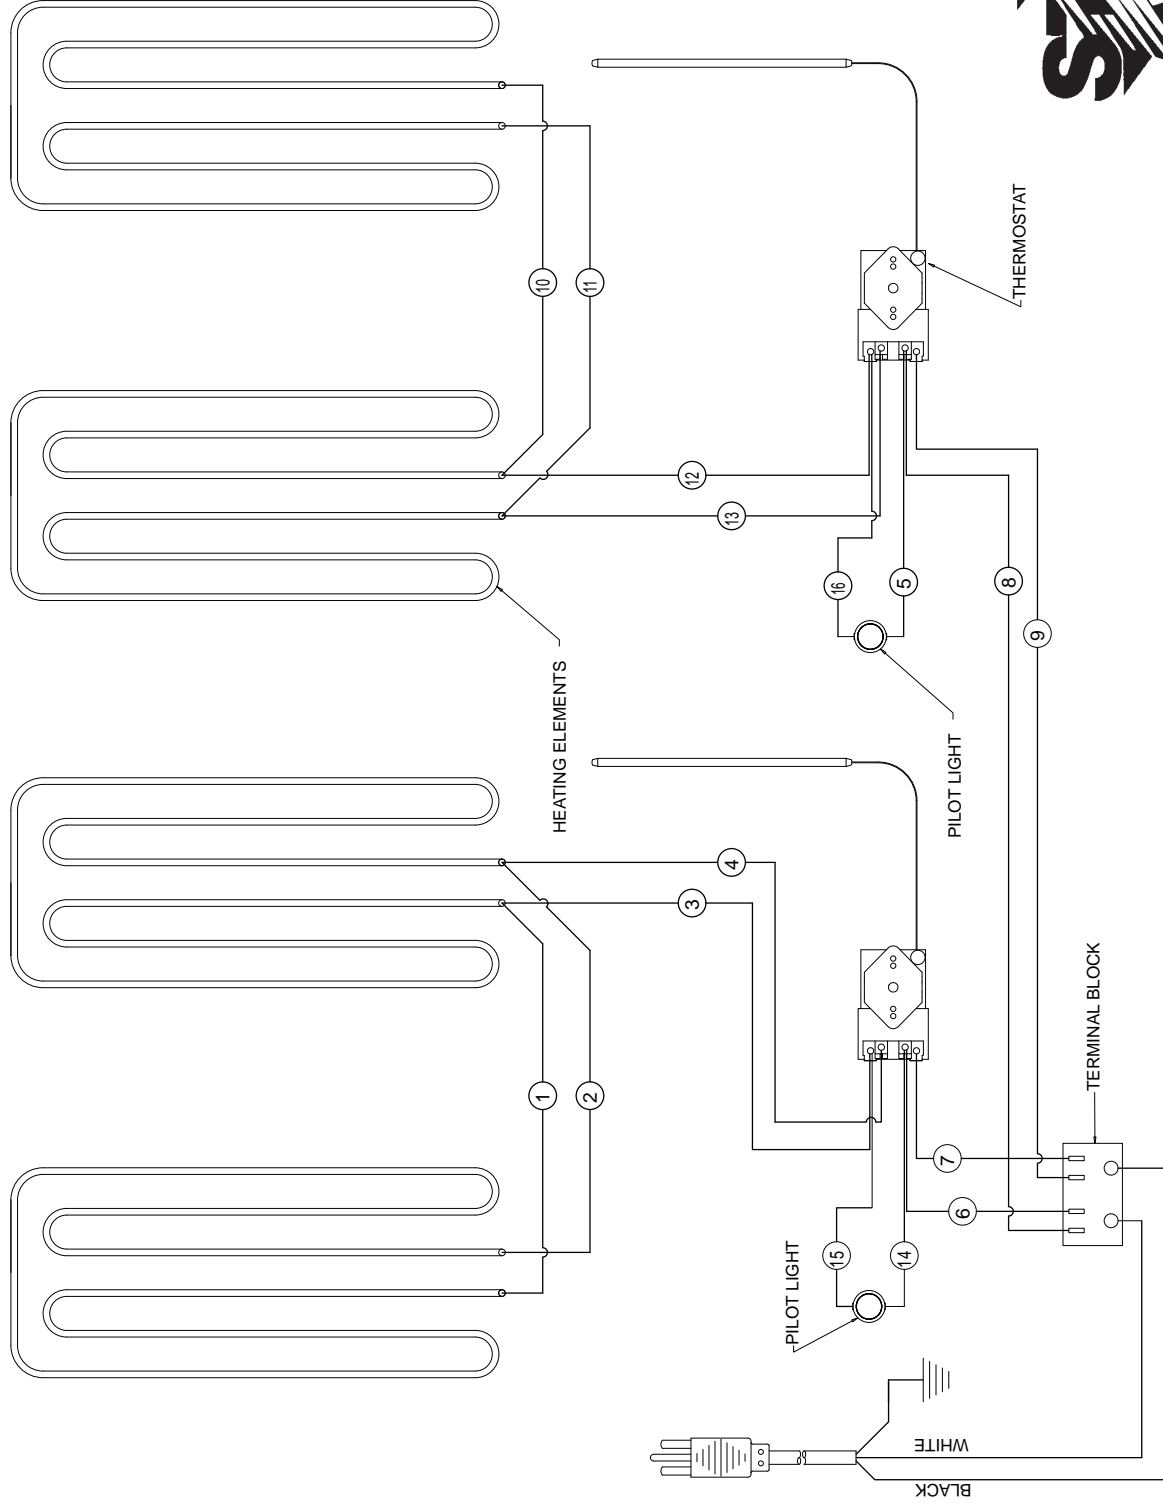 1
10
HEATING ELEMENTS
2
11
3
12
4
13
PILOT LIGHT
15
16
14
5
BLACK
WHITE
7
PILOT LIGHT
6
8
THERMOSTAT
9
TERMINAL BLOCK